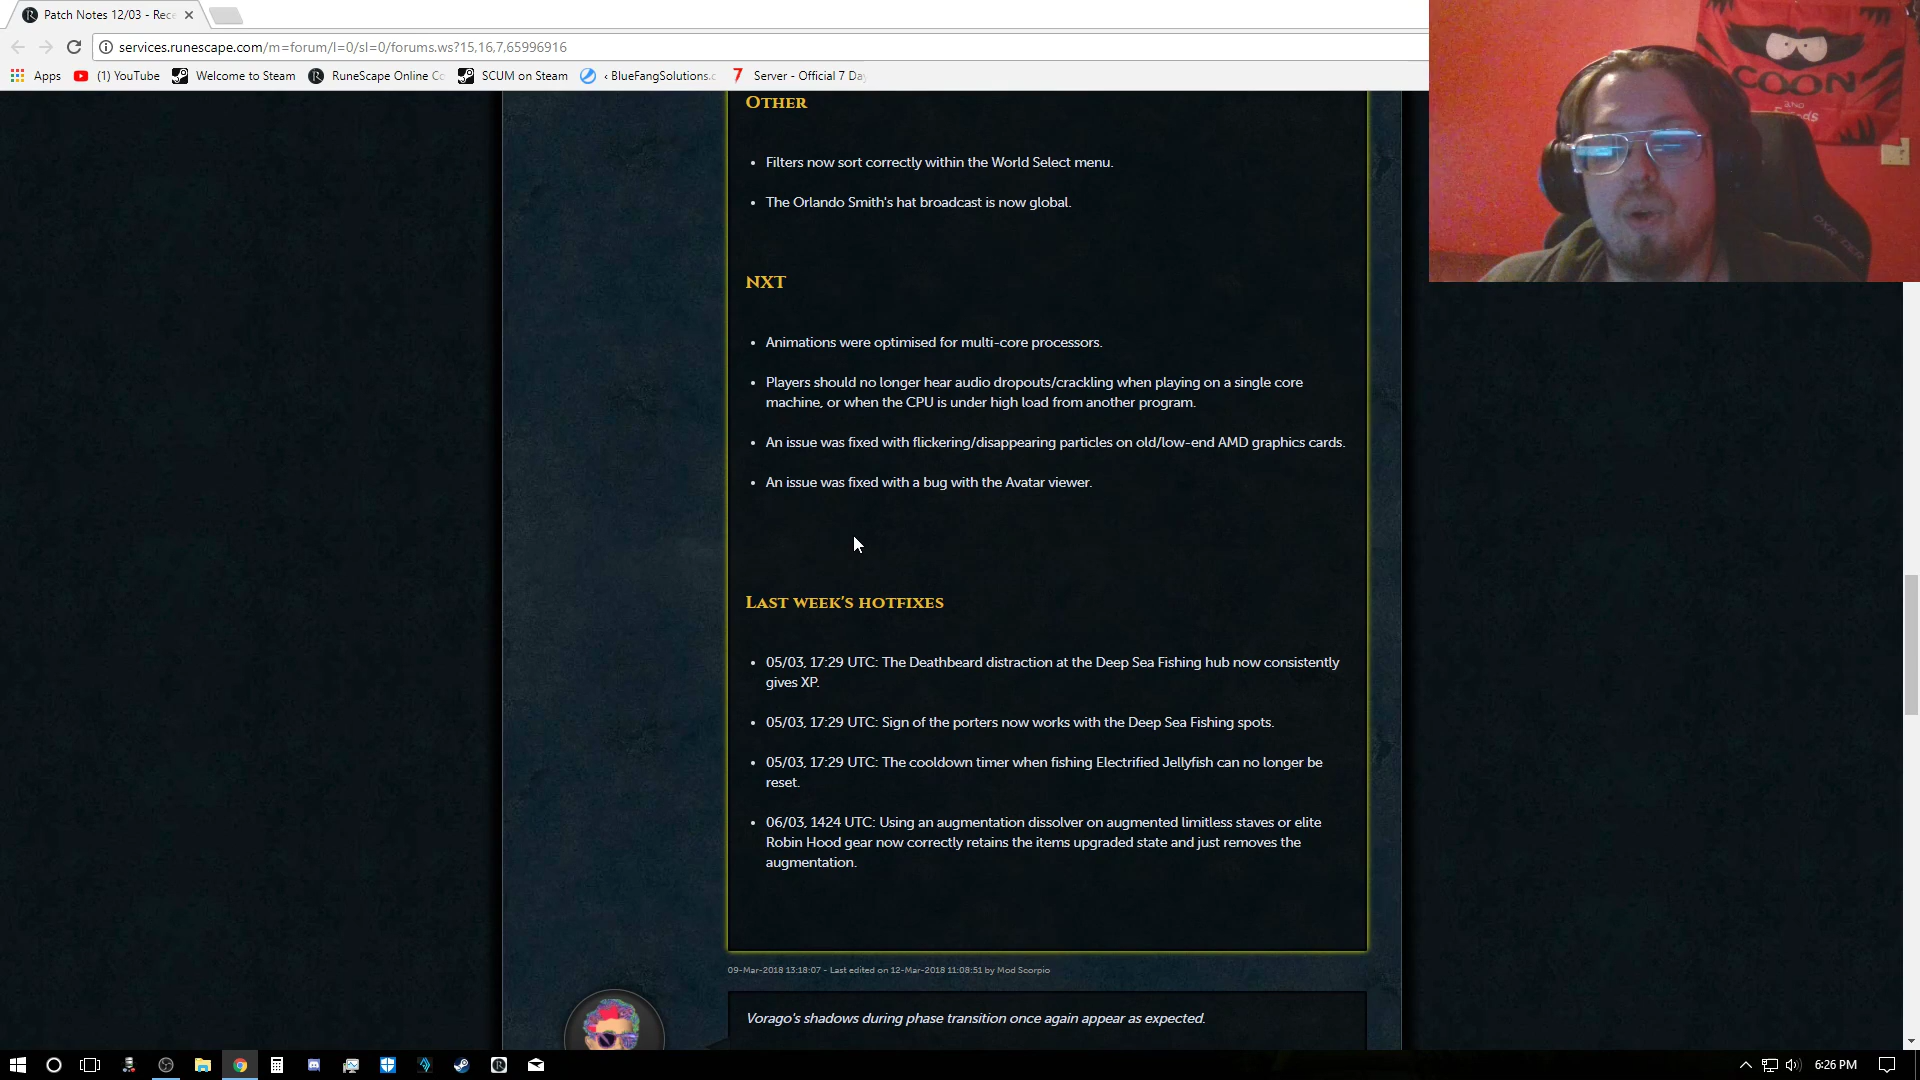 Patch Notes 12/03 - Rece
services.runescape.com/m=forum/l=0/sl=0/forums.ws?15,16,7,65996916
Apps
(1) YouTube
Welcome to Steam
RuneScape Online Co
SCUM on Steam
‹ BlueFangSolutions.c
7
Server - Official 7 Day
COON
AND
Other
Filters now sort correctly within the World Select menu.
The Orlando Smith's hat broadcast is now global.
NXT
Animations were optimised for multi-core processors.
Players should no longer hear audio dropouts/crackling when playing on a single core
machine, or when the CPU is under high load from another program.
An issue was fixed with flickering/disappearing particles on old/low-end AMD graphics cards.
An issue was fixed with a bug with the Avatar viewer.
Last week's hotfixes
05/03, 17:29 UTC: The Deathbeard distraction at the Deep Sea Fishing hub now consistently
gives XP.
05/03, 17:29 UTC: Sign of the porters now works with the Deep Sea Fishing spots.
05/03, 17:29 UTC: The cooldown timer when fishing Electrified Jellyfish can no longer be
reset.
06/03, 1424 UTC: Using an augmentation dissolver on augmented limitless staves or elite
Robin Hood gear now correctly retains the items upgraded state and just removes the
augmentation.
09-Mar-2018 13:18:07 - Last edited on 12-Mar-2018 11:08:51 by Mod Scorpio
Vorago's shadows during phase transition once again appear as expected.
6:26 PM